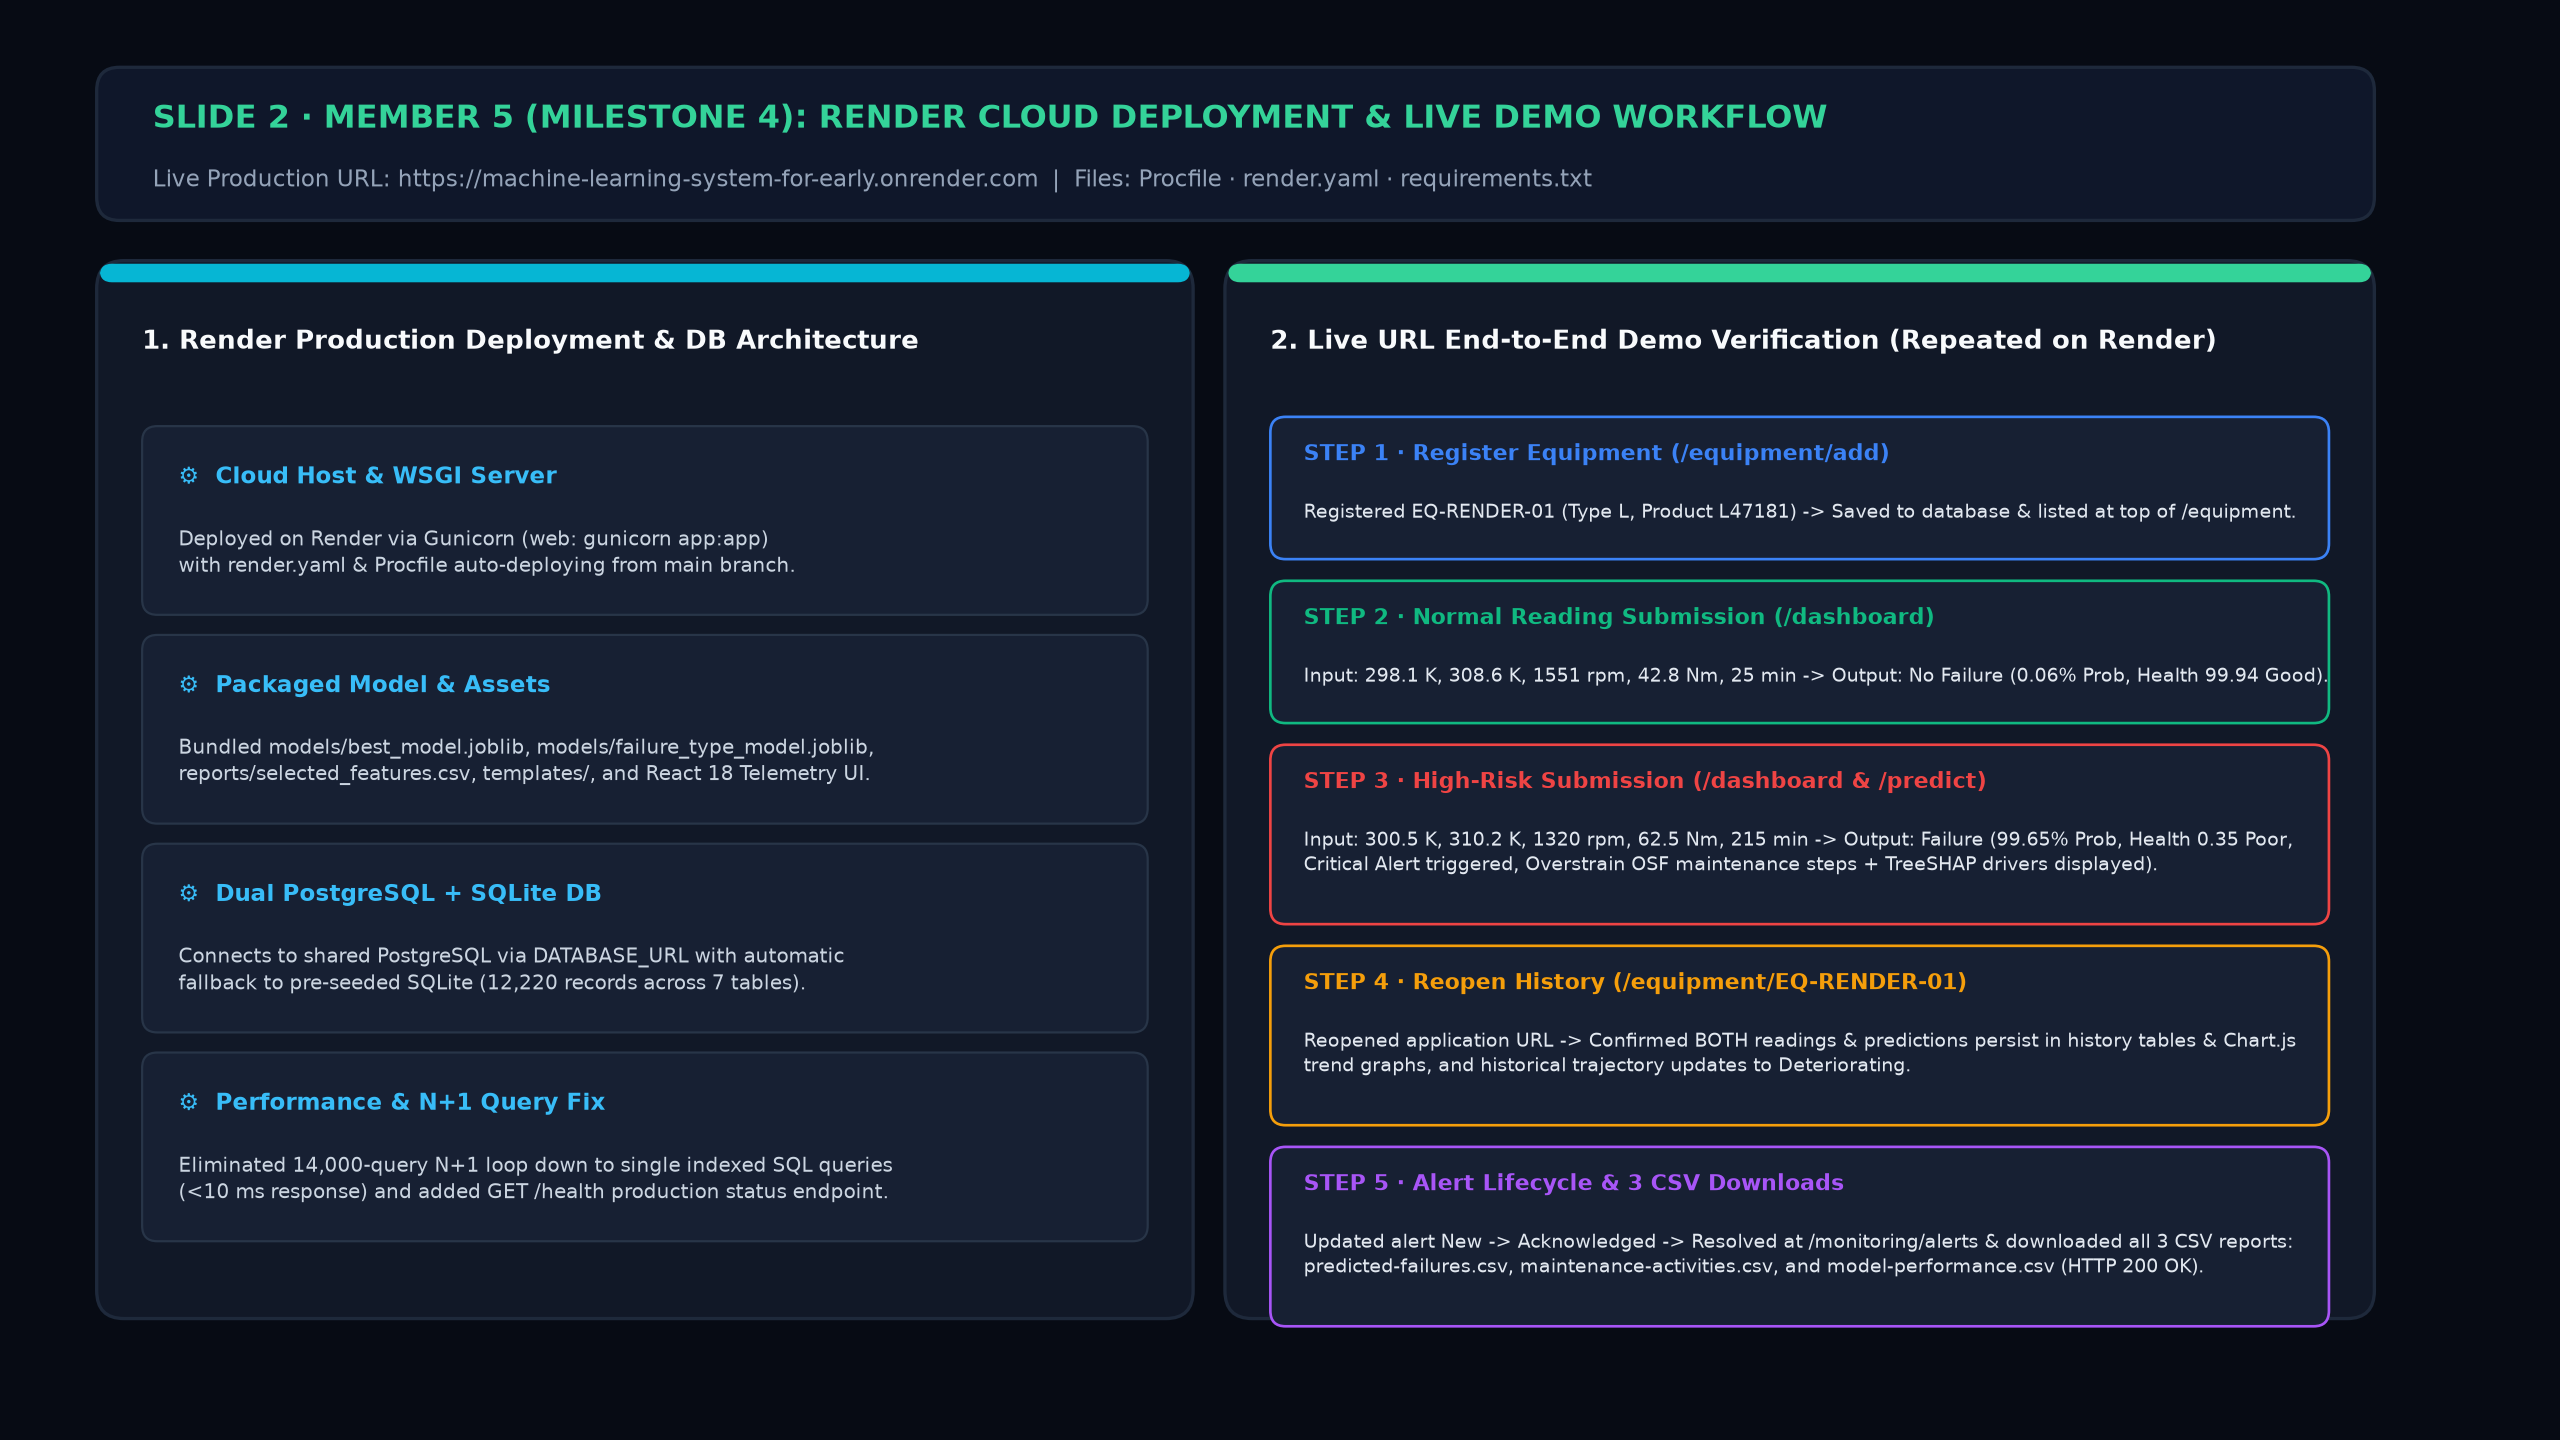 SLIDE 2 · MEMBER 5 (MILESTONE 4): RENDER CLOUD DEPLOYMENT & LIVE DEMO WORKFLOW
Live Production URL: https://machine-learning-system-for-early.onrender.com | Files: Procfile · render.yaml · requirements.txt
1. Render Production Deployment & DB Architecture
⚙ Cloud Host & WSGI Server
Deployed on Render via Gunicorn (web: gunicorn app:app)
with render.yaml & Procfile auto-deploying from main branch.
⚙ Packaged Model & Assets
Bundled models/best_model.joblib, models/failure_type_model.joblib,
reports/selected_features.csv, templates/, and React 18 Telemetry UI.
⚙ Dual PostgreSQL + SQLite DB
Connects to shared PostgreSQL via DATABASE_URL with automatic
fallback to pre-seeded SQLite (12,220 records across 7 tables).
⚙ Performance & N+1 Query Fix
Eliminated 14,000-query N+1 loop down to single indexed SQL queries
(<10 ms response) and added GET /health production status endpoint.
2. Live URL End-to-End Demo Verification (Repeated on Render)
STEP 1 · Register Equipment (/equipment/add)
Registered EQ-RENDER-01 (Type L, Product L47181) -> Saved to database & listed at top of /equipment.
STEP 2 · Normal Reading Submission (/dashboard)
Input: 298.1 K, 308.6 K, 1551 rpm, 42.8 Nm, 25 min -> Output: No Failure (0.06% Prob, Health 99.94 Good).
STEP 3 · High-Risk Submission (/dashboard & /predict)
Input: 300.5 K, 310.2 K, 1320 rpm, 62.5 Nm, 215 min -> Output: Failure (99.65% Prob, Health 0.35 Poor,
Critical Alert triggered, Overstrain OSF maintenance steps + TreeSHAP drivers displayed).
STEP 4 · Reopen History (/equipment/EQ-RENDER-01)
Reopened application URL -> Confirmed BOTH readings & predictions persist in history tables & Chart.js
trend graphs, and historical trajectory updates to Deteriorating.
STEP 5 · Alert Lifecycle & 3 CSV Downloads
Updated alert New -> Acknowledged -> Resolved at /monitoring/alerts & downloaded all 3 CSV reports:
predicted-failures.csv, maintenance-activities.csv, and model-performance.csv (HTTP 200 OK).